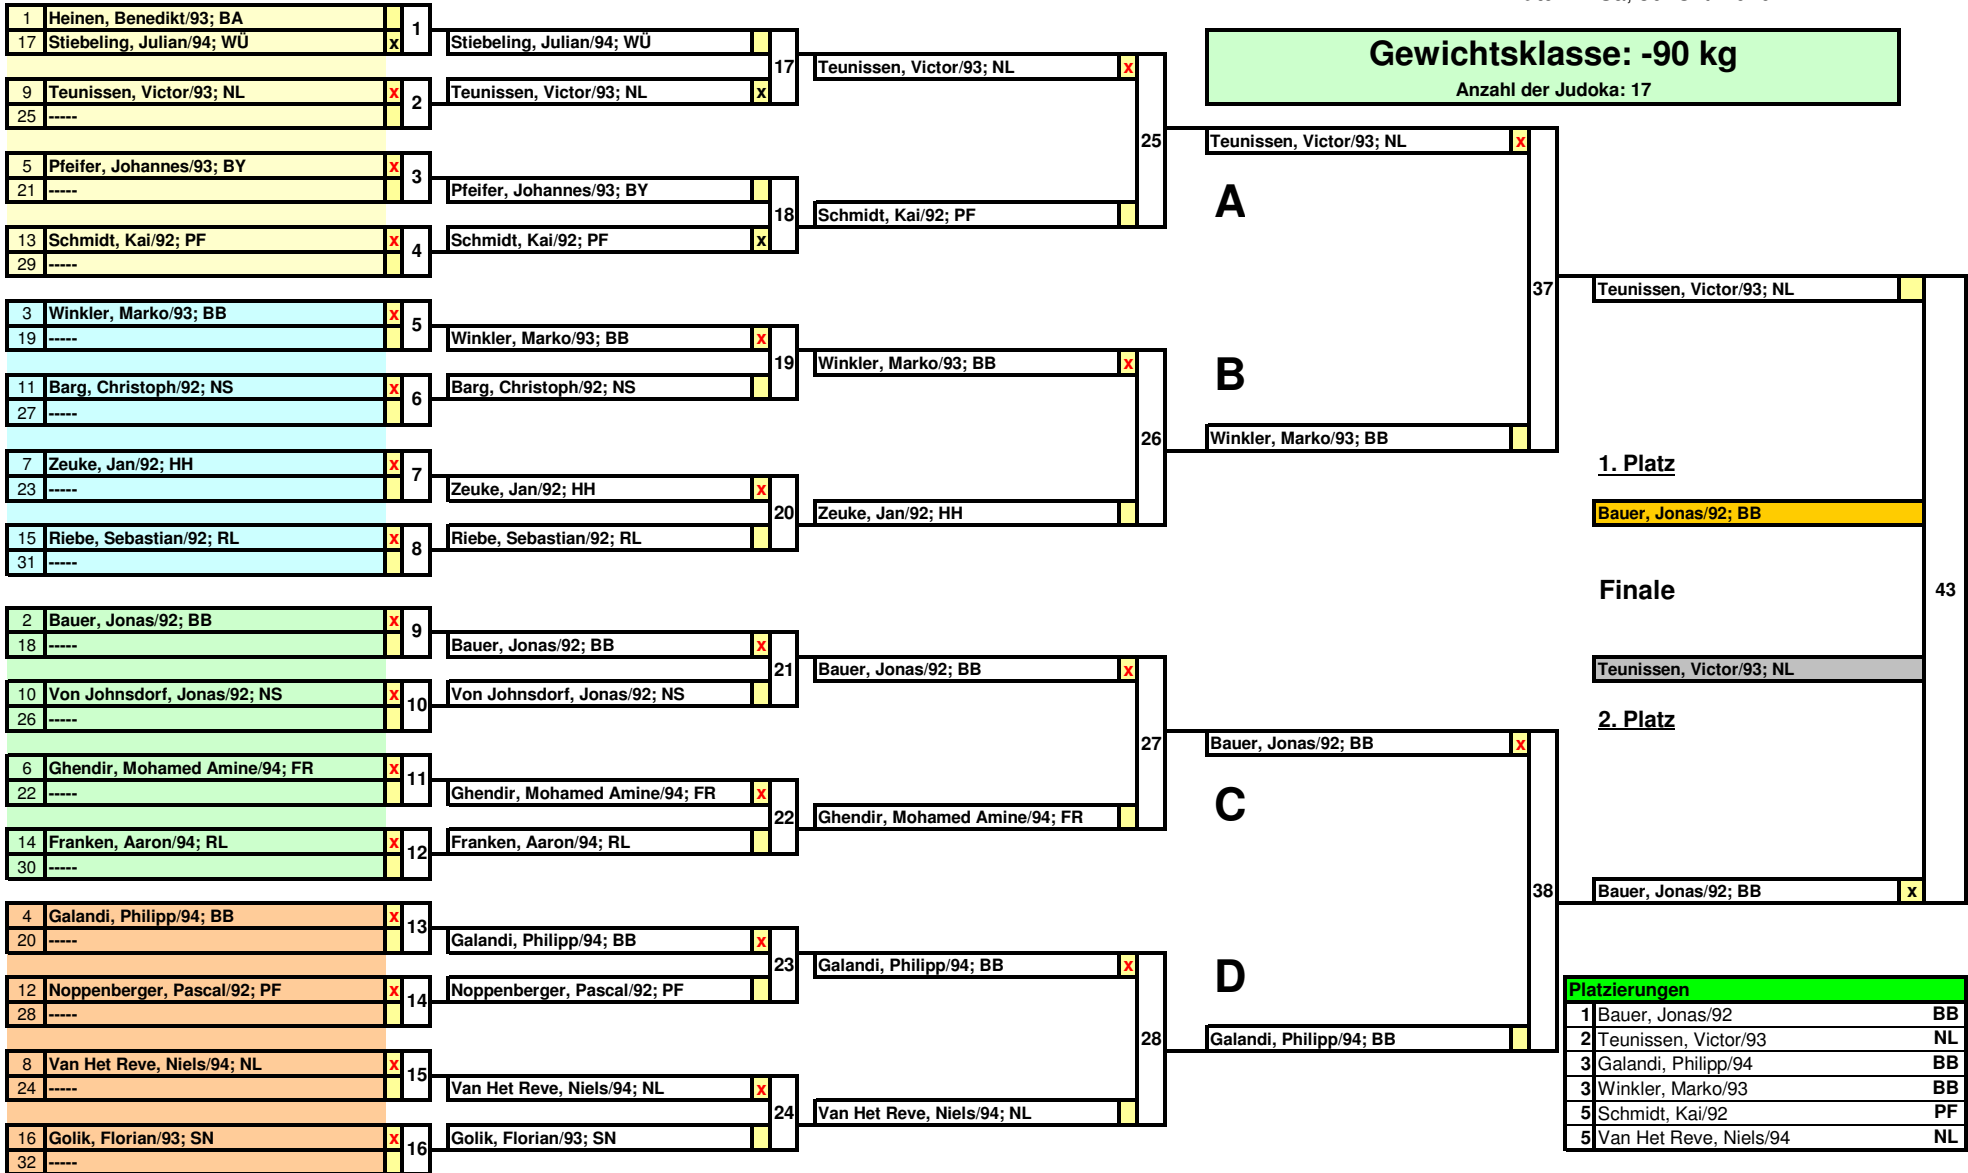 Gewichtsklasse: -90 kg
Anzahl der Judoka: 17
1 Heinen, Benedikt/93; BA
17 Stiebeling, Julian/94; WÜ x
1
9 Teunissen, Victor/93; NL x
25 -----
2
5 Pfeifer, Johannes/93; BY x
21 -----
3
13 Schmidt, Kai/92; PF x
29 -----
4
3 Winkler, Marko/93; BB x
19 -----
5
11 Barg, Christoph/92; NS x
27 -----
6
7 Zeuke, Jan/92; HH x
23 -----
7
15 Riebe, Sebastian/92; RL x
31 -----
8
2 Bauer, Jonas/92; BB x
18 -----
9
10 Von Johnsdorf, Jonas/92; NS x
26 -----
10
6 Ghendir, Mohamed Amine/94; FR x
22 -----
11
14 Franken, Aaron/94; RL x
30 -----
12
4 Galandi, Philipp/94; BB x
20 -----
13
12 Noppenberger, Pascal/92; PF x
28 -----
14
8 Van Het Reve, Niels/94; NL x
24 -----
15
16 Golik, Florian/93; SN x
32 -----
16
Stiebeling, Julian/94; WÜ
Teunissen, Victor/93; NL x
17
Pfeifer, Johannes/93; BY
Schmidt, Kai/92; PF x
18
Winkler, Marko/93; BB x
Barg, Christoph/92; NS
19
Zeuke, Jan/92; HH x
Riebe, Sebastian/92; RL
20
Bauer, Jonas/92; BB x
Von Johnsdorf, Jonas/92; NS
21
Ghendir, Mohamed Amine/94; FR x
Franken, Aaron/94; RL
22
Galandi, Philipp/94; BB x
Noppenberger, Pascal/92; PF
23
Van Het Reve, Niels/94; NL x
Golik, Florian/93; SN
24
Teunissen, Victor/93; NL x
Schmidt, Kai/92; PF
25
Winkler, Marko/93; BB x
Zeuke, Jan/92; HH
26
Bauer, Jonas/92; BB x
Ghendir, Mohamed Amine/94; FR
27
Galandi, Philipp/94; BB x
Van Het Reve, Niels/94; NL
28
Teunissen, Victor/93; NL x
A
B
Winkler, Marko/93; BB
37
Bauer, Jonas/92; BB x
C
D
Galandi, Philipp/94; BB
38
Teunissen, Victor/93; NL
1. Platz
Bauer, Jonas/92; BB
Finale
43
Teunissen, Victor/93; NL
2. Platz
Bauer, Jonas/92; BB x
Platzierungen
1 Bauer, Jonas/92 BB
2 Teunissen, Victor/93 NL
3 Galandi, Philipp/94 BB
3 Winkler, Marko/93 BB
5 Schmidt, Kai/92 PF
5 Van Het Reve, Niels/94 NL